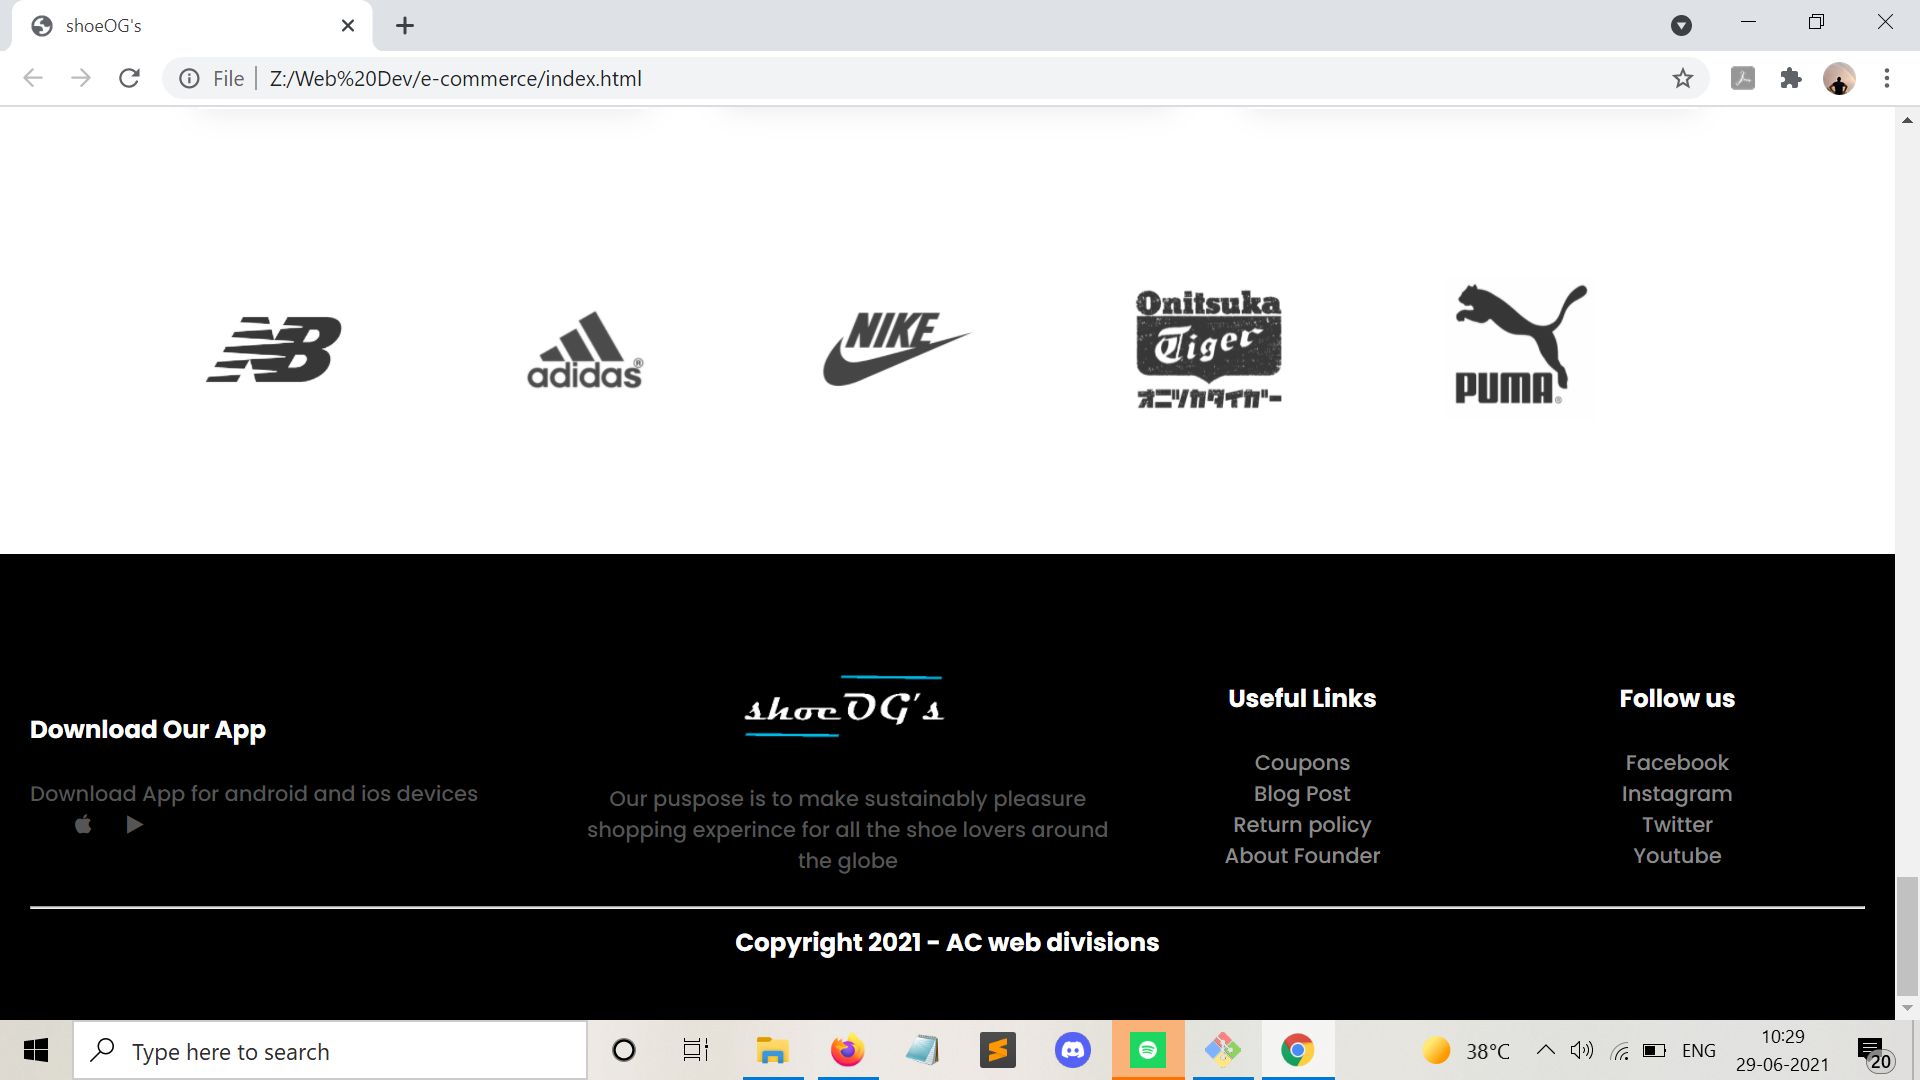 shoeOG's
File
Z:/Web%20Dev/e-commerce/index.html
NB
adidas®
NIKE
Onitsuka
Tiger
オニツカタイガー
PUMA®
Download Our App
Download App for android and ios devices
shoeOG's
Our puspose is to make sustainably pleasure
shopping experince for all the shoe lovers around
the globe
Useful Links
Coupons
Blog Post
Return policy
About Founder
Follow us
Facebook
Instagram
Twitter
Youtube
Copyright 2021 - AC web divisions
Type here to search
38°C
ENG
10:29
29-06-2021
20